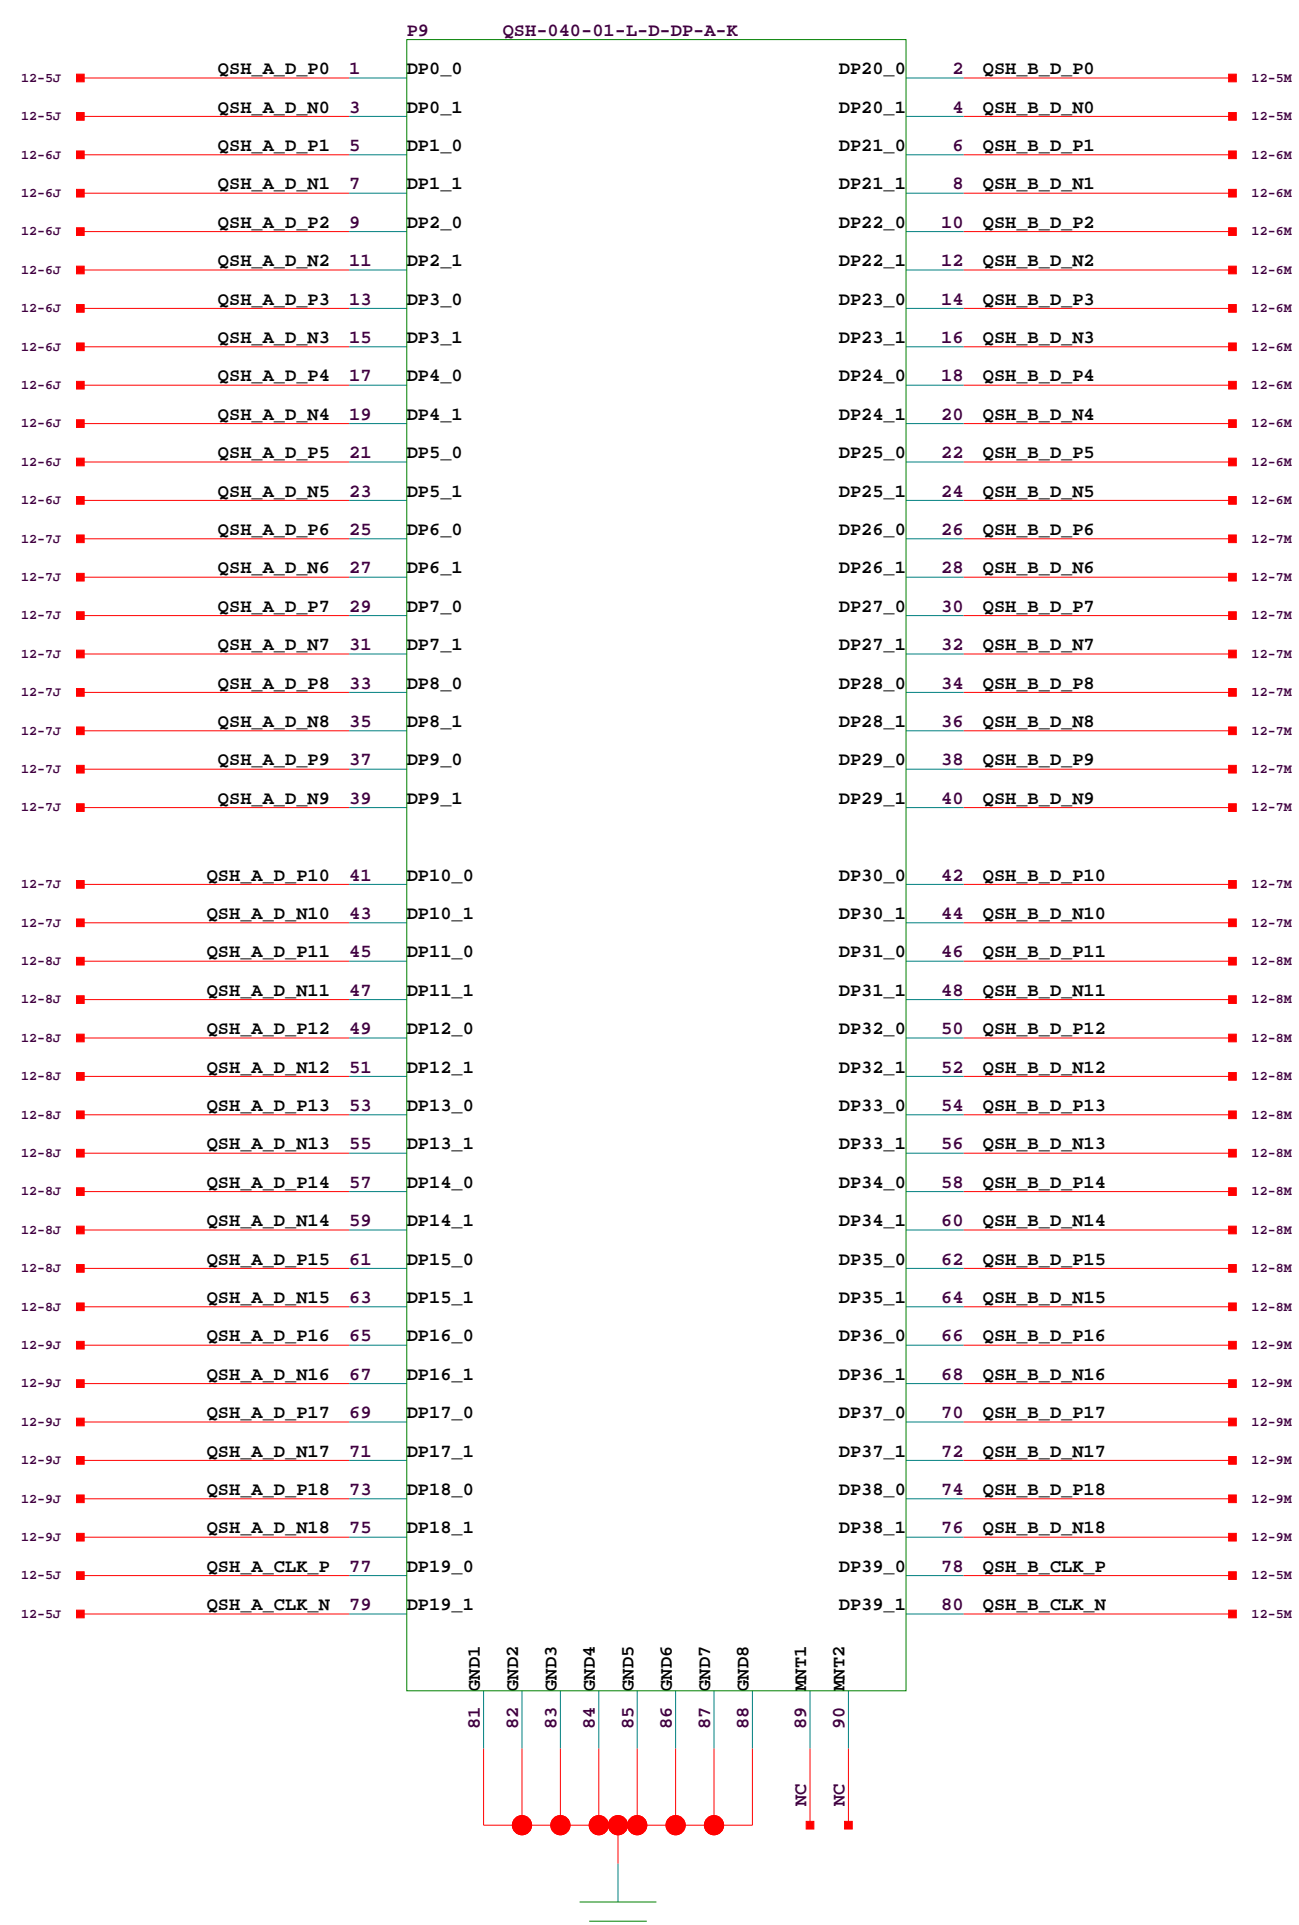 P9 QSH-040-01-L-D-DP-A-K
12-5J QSH_A_D_P0 1 DP0_0 DP20_0 2 QSH_B_D_P0 12-5M
12-5J QSH_A_D_N0 3 DP0_1 DP20_1 4 QSH_B_D_N0 12-5M
12-6J QSH_A_D_P1 5 DP1_0 DP21_0 6 QSH_B_D_P1 12-6M
12-6J QSH_A_D_N1 7 DP1_1 DP21_1 8 QSH_B_D_N1 12-6M
12-6J QSH_A_D_P2 9 DP2_0 DP22_0 10 QSH_B_D_P2 12-6M
12-6J QSH_A_D_N2 11 DP2_1 DP22_1 12 QSH_B_D_N2 12-6M
12-6J QSH_A_D_P3 13 DP3_0 DP23_0 14 QSH_B_D_P3 12-6M
12-6J QSH_A_D_N3 15 DP3_1 DP23_1 16 QSH_B_D_N3 12-6M
12-6J QSH_A_D_P4 17 DP4_0 DP24_0 18 QSH_B_D_P4 12-6M
12-6J QSH_A_D_N4 19 DP4_1 DP24_1 20 QSH_B_D_N4 12-6M
12-6J QSH_A_D_P5 21 DP5_0 DP25_0 22 QSH_B_D_P5 12-6M
12-6J QSH_A_D_N5 23 DP5_1 DP25_1 24 QSH_B_D_N5 12-6M
12-7J QSH_A_D_P6 25 DP6_0 DP26_0 26 QSH_B_D_P6 12-7M
12-7J QSH_A_D_N6 27 DP6_1 DP26_1 28 QSH_B_D_N6 12-7M
12-7J QSH_A_D_P7 29 DP7_0 DP27_0 30 QSH_B_D_P7 12-7M
12-7J QSH_A_D_N7 31 DP7_1 DP27_1 32 QSH_B_D_N7 12-7M
12-7J QSH_A_D_P8 33 DP8_0 DP28_0 34 QSH_B_D_P8 12-7M
12-7J QSH_A_D_N8 35 DP8_1 DP28_1 36 QSH_B_D_N8 12-7M
12-7J QSH_A_D_P9 37 DP9_0 DP29_0 38 QSH_B_D_P9 12-7M
12-7J QSH_A_D_N9 39 DP9_1 DP29_1 40 QSH_B_D_N9 12-7M
12-7J QSH_A_D_P10 41 DP10_0 DP30_0 42 QSH_B_D_P10 12-7M
12-7J QSH_A_D_N10 43 DP10_1 DP30_1 44 QSH_B_D_N10 12-7M
12-8J QSH_A_D_P11 45 DP11_0 DP31_0 46 QSH_B_D_P11 12-8M
12-8J QSH_A_D_N11 47 DP11_1 DP31_1 48 QSH_B_D_N11 12-8M
12-8J QSH_A_D_P12 49 DP12_0 DP32_0 50 QSH_B_D_P12 12-8M
12-8J QSH_A_D_N12 51 DP12_1 DP32_1 52 QSH_B_D_N12 12-8M
12-8J QSH_A_D_P13 53 DP13_0 DP33_0 54 QSH_B_D_P13 12-8M
12-8J QSH_A_D_N13 55 DP13_1 DP33_1 56 QSH_B_D_N13 12-8M
12-8J QSH_A_D_P14 57 DP14_0 DP34_0 58 QSH_B_D_P14 12-8M
12-8J QSH_A_D_N14 59 DP14_1 DP34_1 60 QSH_B_D_N14 12-8M
12-8J QSH_A_D_P15 61 DP15_0 DP35_0 62 QSH_B_D_P15 12-8M
12-8J QSH_A_D_N15 63 DP15_1 DP35_1 64 QSH_B_D_N15 12-8M
12-9J QSH_A_D_P16 65 DP16_0 DP36_0 66 QSH_B_D_P16 12-9M
12-9J QSH_A_D_N16 67 DP16_1 DP36_1 68 QSH_B_D_N16 12-9M
12-9J QSH_A_D_P17 69 DP17_0 DP37_0 70 QSH_B_D_P17 12-9M
12-9J QSH_A_D_N17 71 DP17_1 DP37_1 72 QSH_B_D_N17 12-9M
12-9J QSH_A_D_P18 73 DP18_0 DP38_0 74 QSH_B_D_P18 12-9M
12-9J QSH_A_D_N18 75 DP18_1 DP38_1 76 QSH_B_D_N18 12-9M
12-5J QSH_A_CLK_P 77 DP19_0 DP39_0 78 QSH_B_CLK_P 12-5M
12-5J QSH_A_CLK_N 79 DP19_1 DP39_1 80 QSH_B_CLK_N 12-5M
GND1 GND2 GND3 GND4 GND5 GND6 GND7 GND8 MNT1 MNT2
81 82 83 84 85 86 87 88 89 90
NC NC